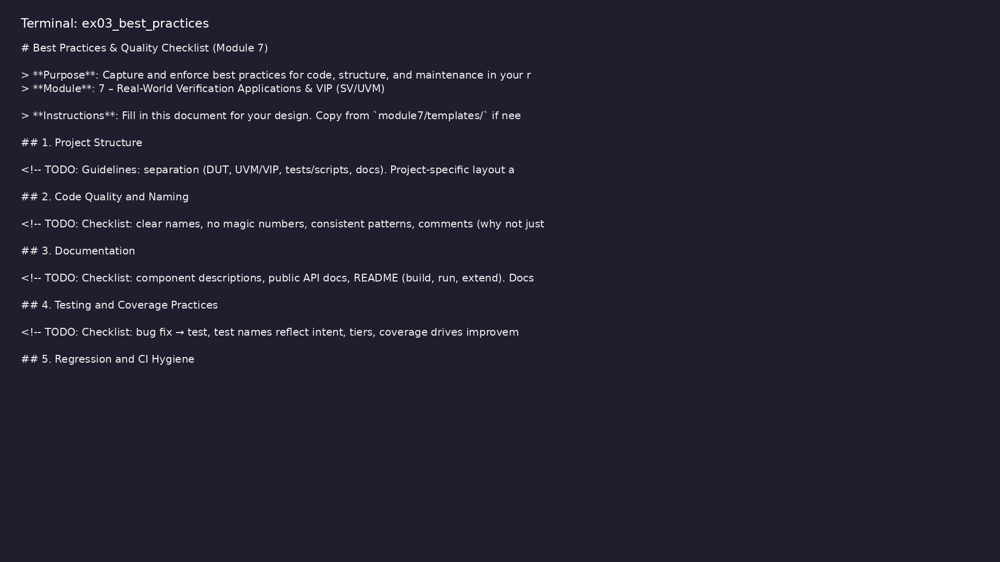 Terminal: ex03_best_practices
# Best Practices & Quality Checklist (Module 7)
> **Purpose**: Capture and enforce best practices for code, structure, and maintenance in your r
> **Module**: 7 – Real-World Verification Applications & VIP (SV/UVM)
> **Instructions**: Fill in this document for your design. Copy from `module7/templates/` if nee
## 1. Project Structure
<!-- TODO: Guidelines: separation (DUT, UVM/VIP, tests/scripts, docs). Project-specific layout a
## 2. Code Quality and Naming
<!-- TODO: Checklist: clear names, no magic numbers, consistent patterns, comments (why not just
## 3. Documentation
<!-- TODO: Checklist: component descriptions, public API docs, README (build, run, extend). Docs
## 4. Testing and Coverage Practices
<!-- TODO: Checklist: bug fix → test, test names reflect intent, tiers, coverage drives improvem
## 5. Regression and CI Hygiene